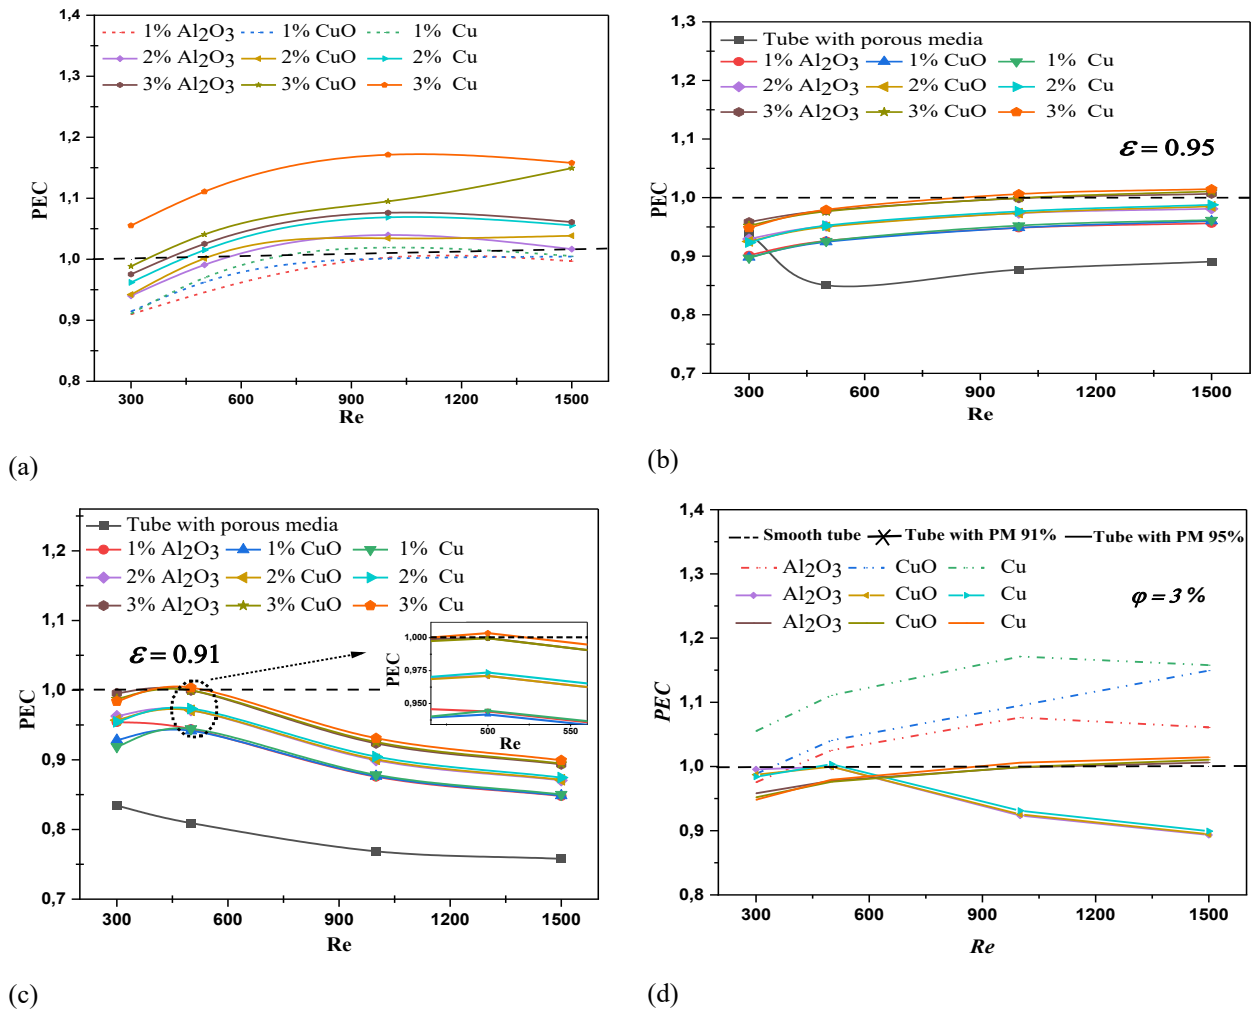 1,4
1% Al2O3 1% CuO 1% Cu
2% Al2O3 2% CuO 2% Cu
3% Al2O3 3% CuO 3% Cu
1,3
1,2
1,1
1,0
0,9
0,8
PEC
300 600 900 1200 1500
Re
(a)
1,3
Tube with porous media
1% Al2O3 1% CuO 1% Cu
2% Al2O3 2% CuO 2% Cu
3% Al2O3 3% CuO 3% Cu
1,2
1,1
ε = 0.95
1,0
0,9
0,8
0,7
PEC
300 600 900 1200 1500
Re
(b)
Tube with porous media
1% Al2O3 1% CuO 1% Cu
2% Al2O3 2% CuO 2% Cu
3% Al2O3 3% CuO 3% Cu
1,2
1,1
ε = 0.91
1,0
0,9
0,8
0,7
PEC
1,000
0,975
0,950
PEC
500 550
Re
300 600 900 1200 1500
Re
(c)
1,4
Smooth tube Tube with PM 91% Tube with PM 95%
Al2O3 CuO Cu
Al2O3 CuO Cu
Al2O3 CuO Cu
φ = 3 %
1,3
1,2
1,1
1,0
0,9
0,8
PEC
300 600 900 1200 1500
Re
(d)